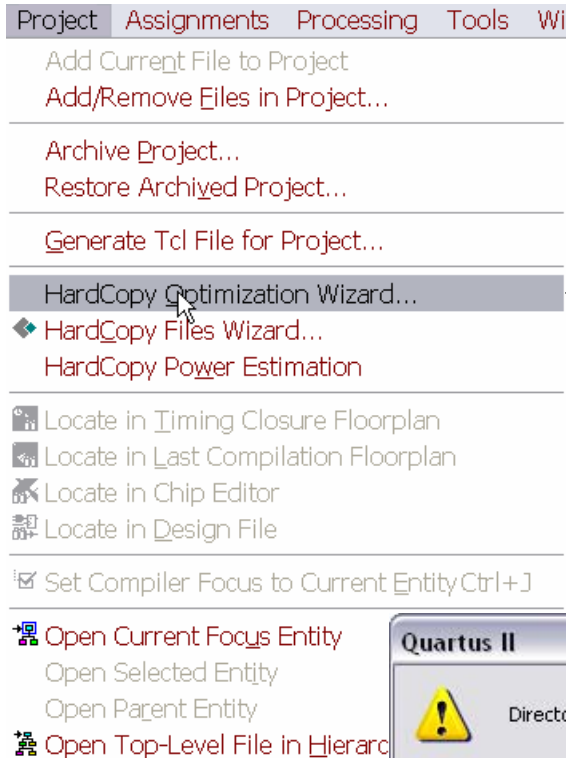 Project Assignments Processing Tools Wi
Add Current File to Project
Add/Remove Files in Project...
Archive Project...
Restore Archived Project...
Generate Tcl File for Project...
HardCopy Optimization Wizard...
HardCopy Files Wizard...
HardCopy Power Estimation
Locate in Timing Closure Floorplan
Locate in Last Compilation Floorplan
Locate in Chip Editor
Locate in Design File
Set Compiler Focus to Current Entity Ctrl+J
Open Current Focus Entity
Quartus II
Open Selected Entity
Open Parent Entity
Directo
Open Top-Level File in Hierarc